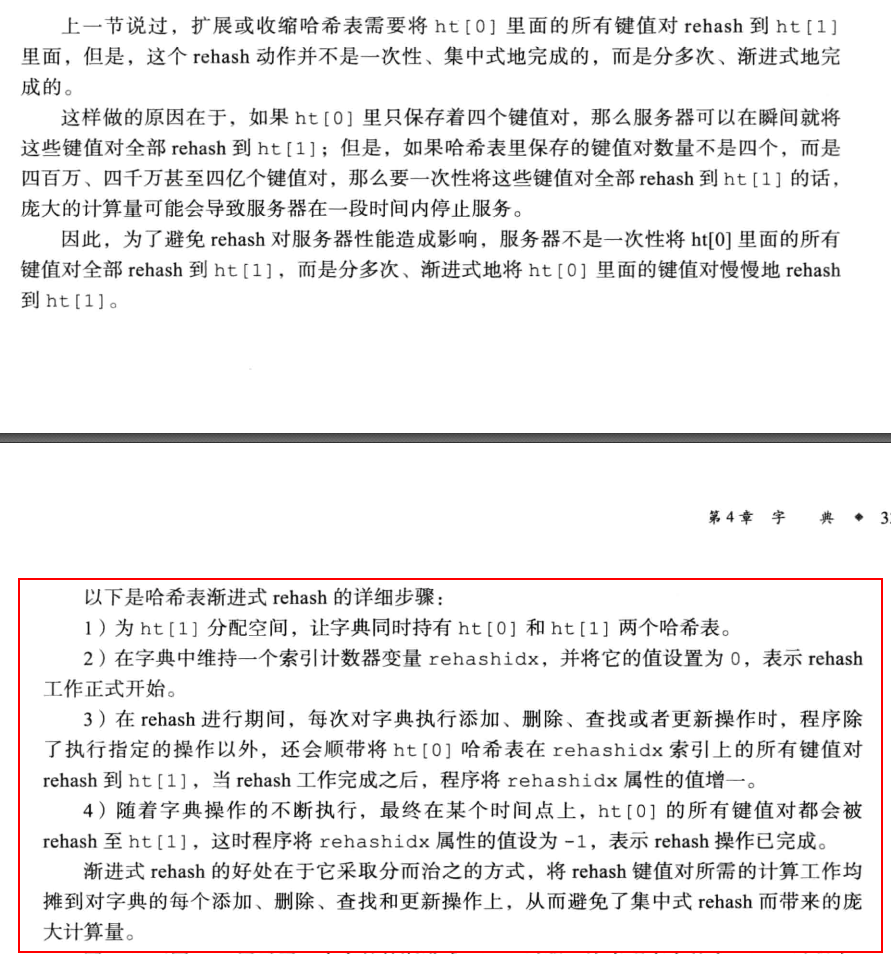 上一节说过，扩展或收缩哈希表需要将 ht[0] 里面的所有键值对 rehash 到 ht[1]
里面，但是，这个 rehash 动作并不是一次性、集中式地完成的，而是分多次、渐进式地完
成的。
这样做的原因在于，如果 ht[0] 里只保存着四个键值对，那么服务器可以在瞬间就将
这些键值对全部 rehash 到 ht[1]；但是，如果哈希表里保存的键值对数量不是四个，而是
四百万、四千万甚至四亿个键值对，那么要一次性将这些键值对全部 rehash 到 ht[1] 的话，
庞大的计算量可能会导致服务器在一段时间内停止服务。
因此，为了避免 rehash 对服务器性能造成影响，服务器不是一次性将 ht[0] 里面的所有
键值对全部 rehash 到 ht[1]，而是分多次、渐进式地将 ht[0] 里面的键值对慢慢地 rehash
到 ht[1]。
第 4 章 字 典 ◆
以下是哈希表渐进式 rehash 的详细步骤：
1）为 ht[1] 分配空间，让字典同时持有 ht[0] 和 ht[1] 两个哈希表。
2）在字典中维持一个索引计数器变量 rehashidx，并将它的值设置为 0，表示 rehash
工作正式开始。
3）在 rehash 进行期间，每次对字典执行添加、删除、查找或者更新操作时，程序除
了执行指定的操作以外，还会顺带将 ht[0] 哈希表在 rehashidx 索引上的所有键值对
rehash 到 ht[1]，当 rehash 工作完成之后，程序将 rehashidx 属性的值增一。
4）随着字典操作的不断执行，最终在某个时间点上，ht[0] 的所有键值对都会被
rehash 至 ht[1]，这时程序将 rehashidx 属性的值设为 -1，表示 rehash 操作已完成。
渐进式 rehash 的好处在于它采取分而治之的方式，将 rehash 键值对所需的计算工作均
摊到对字典的每个添加、删除、查找和更新操作上，从而避免了集中式 rehash 而带来的庞
大计算量。